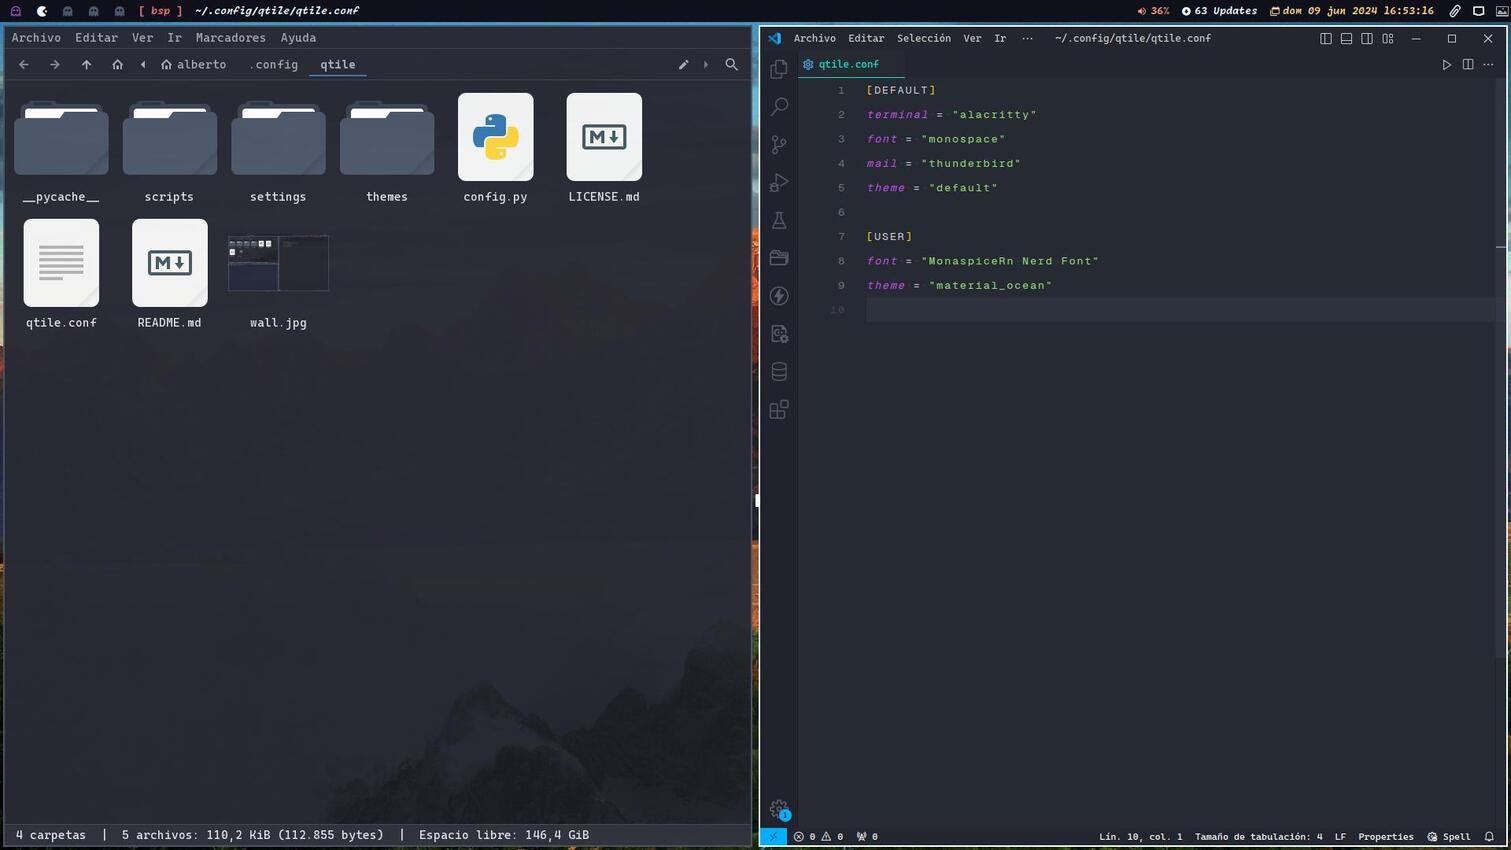 [ bsp ] ~/.config/qtile/qtile.conf 36% 63 Updates dom 09 jun 2024 16:53:16
Archivo Editar Ver Ir Marcadores Ayuda
alberto .config qtile
__pycache__ scripts settings themes config.py LICENSE.md
M M
qtile.conf README.md wall.jpg
4 carpetas | 5 archivos: 110,2 KiB (112.855 bytes) | Espacio libre: 146,4 GiB
Archivo Editar Selección Ver Ir ··· ~/.config/qtile/qtile.conf
qtile.conf
1 [DEFAULT]
2 terminal = "alacritty"
3 font = "monospace"
4 mail = "thunderbird"
5 theme = "default"
6
7 [USER]
8 font = "MonaspiceRn Nerd Font"
9 theme = "material_ocean"
10
1
0 0 0 Lín. 10, col. 1 Tamaño de tabulación: 4 LF Properties Spell